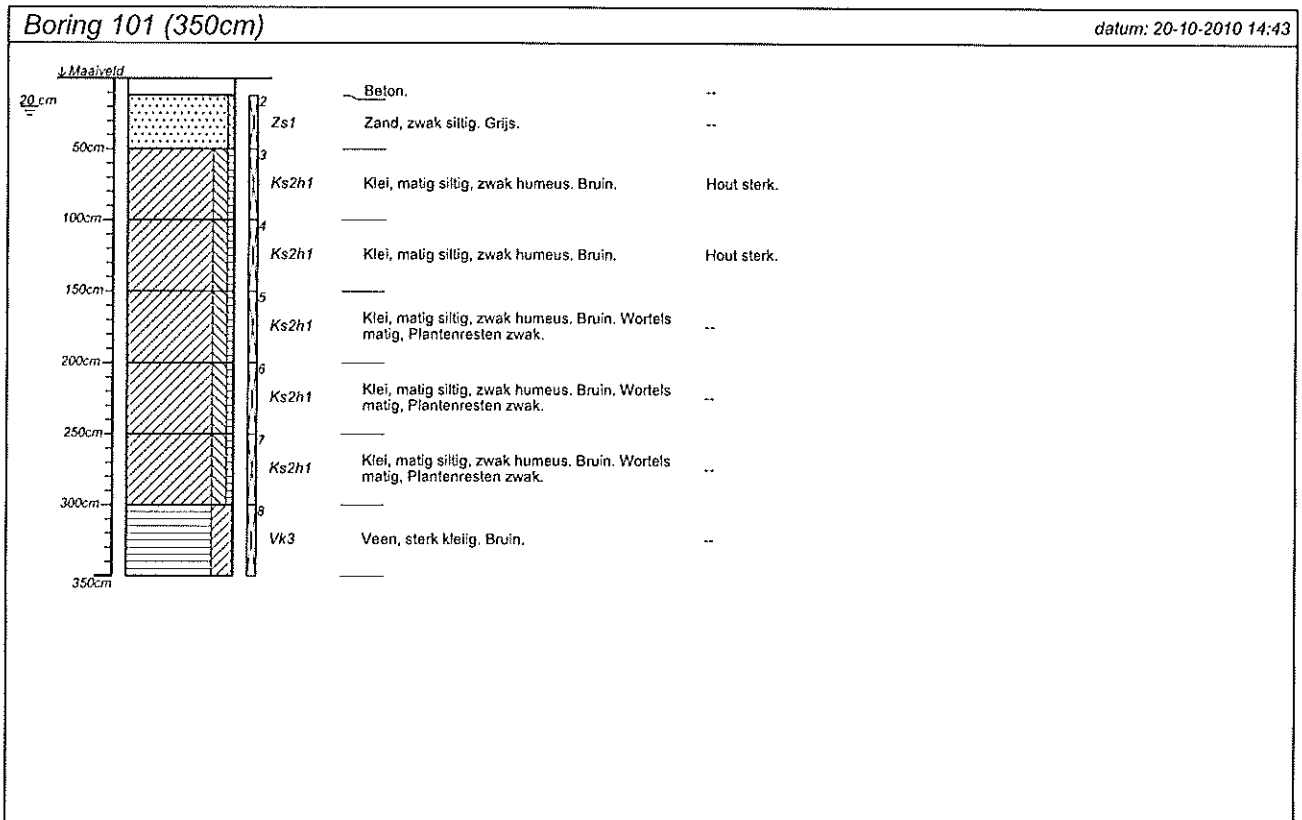 Boring 101 (350cm)
datum: 20-10-2010 14:43
↓ Maaiveld
20 cm
Beton.
--
2
Zs1
Zand, zwak siltig. Grijs.
--
50cm
3
Ks2h1
Klei, matig siltig, zwak humeus. Bruin.
Hout sterk.
100cm
4
Ks2h1
Klei, matig siltig, zwak humeus. Bruin.
Hout sterk.
150cm
5
Ks2h1
Klei, matig siltig, zwak humeus. Bruin. Wortels
matig, Plantenresten zwak.
--
200cm
6
Ks2h1
Klei, matig siltig, zwak humeus. Bruin. Wortels
matig, Plantenresten zwak.
--
250cm
7
Ks2h1
Klei, matig siltig, zwak humeus. Bruin. Wortels
matig, Plantenresten zwak.
--
300cm
8
Vk3
Veen, sterk kleiig. Bruin.
--
350cm